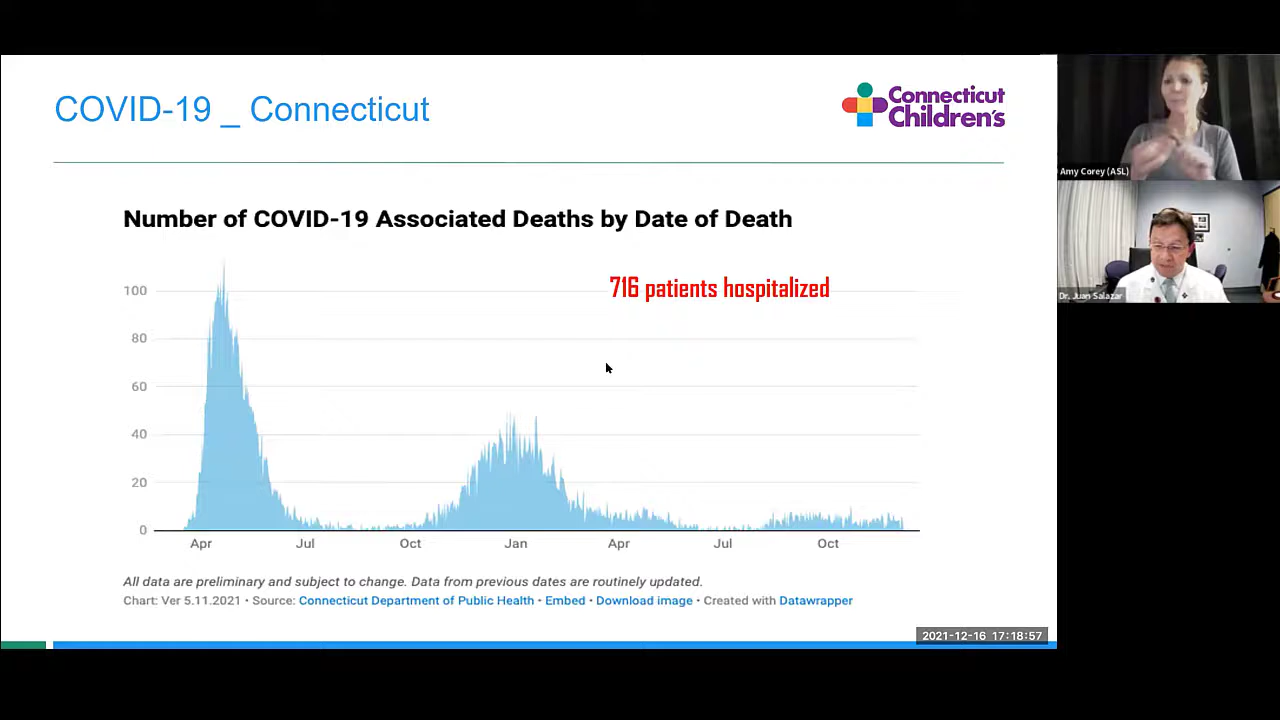 COVID-19 _ Connecticut
Connecticut
Children's
Number of COVID-19 Associated Deaths by Date of Death
716 patients hospitalized
100
80
60
40
20
0
Apr Jul Oct Jan Apr Jul Oct
All data are preliminary and subject to change. Data from previous dates are routinely updated.
Chart: Ver 5.11.2021 • Source: Connecticut Department of Public Health • Embed • Download image • Created with Datawrapper
2021-12-16 17:18:57
Amy Corey (ASL)
Dr. Juan Salazar